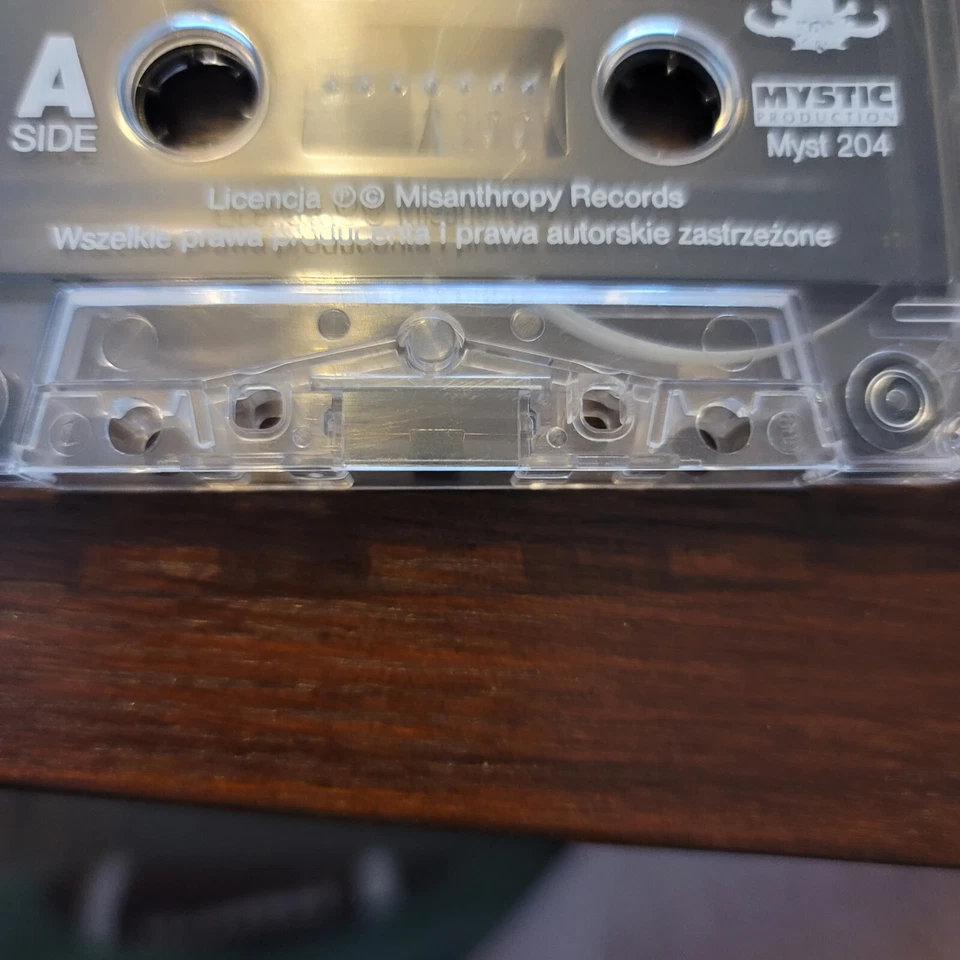 A
SIDE
MYSTIC
PRODUCTION
Myst 204
Licencja ℗© Misanthropy Records
Wszelkie prawa producenta i prawa autorskie zastrzeżone